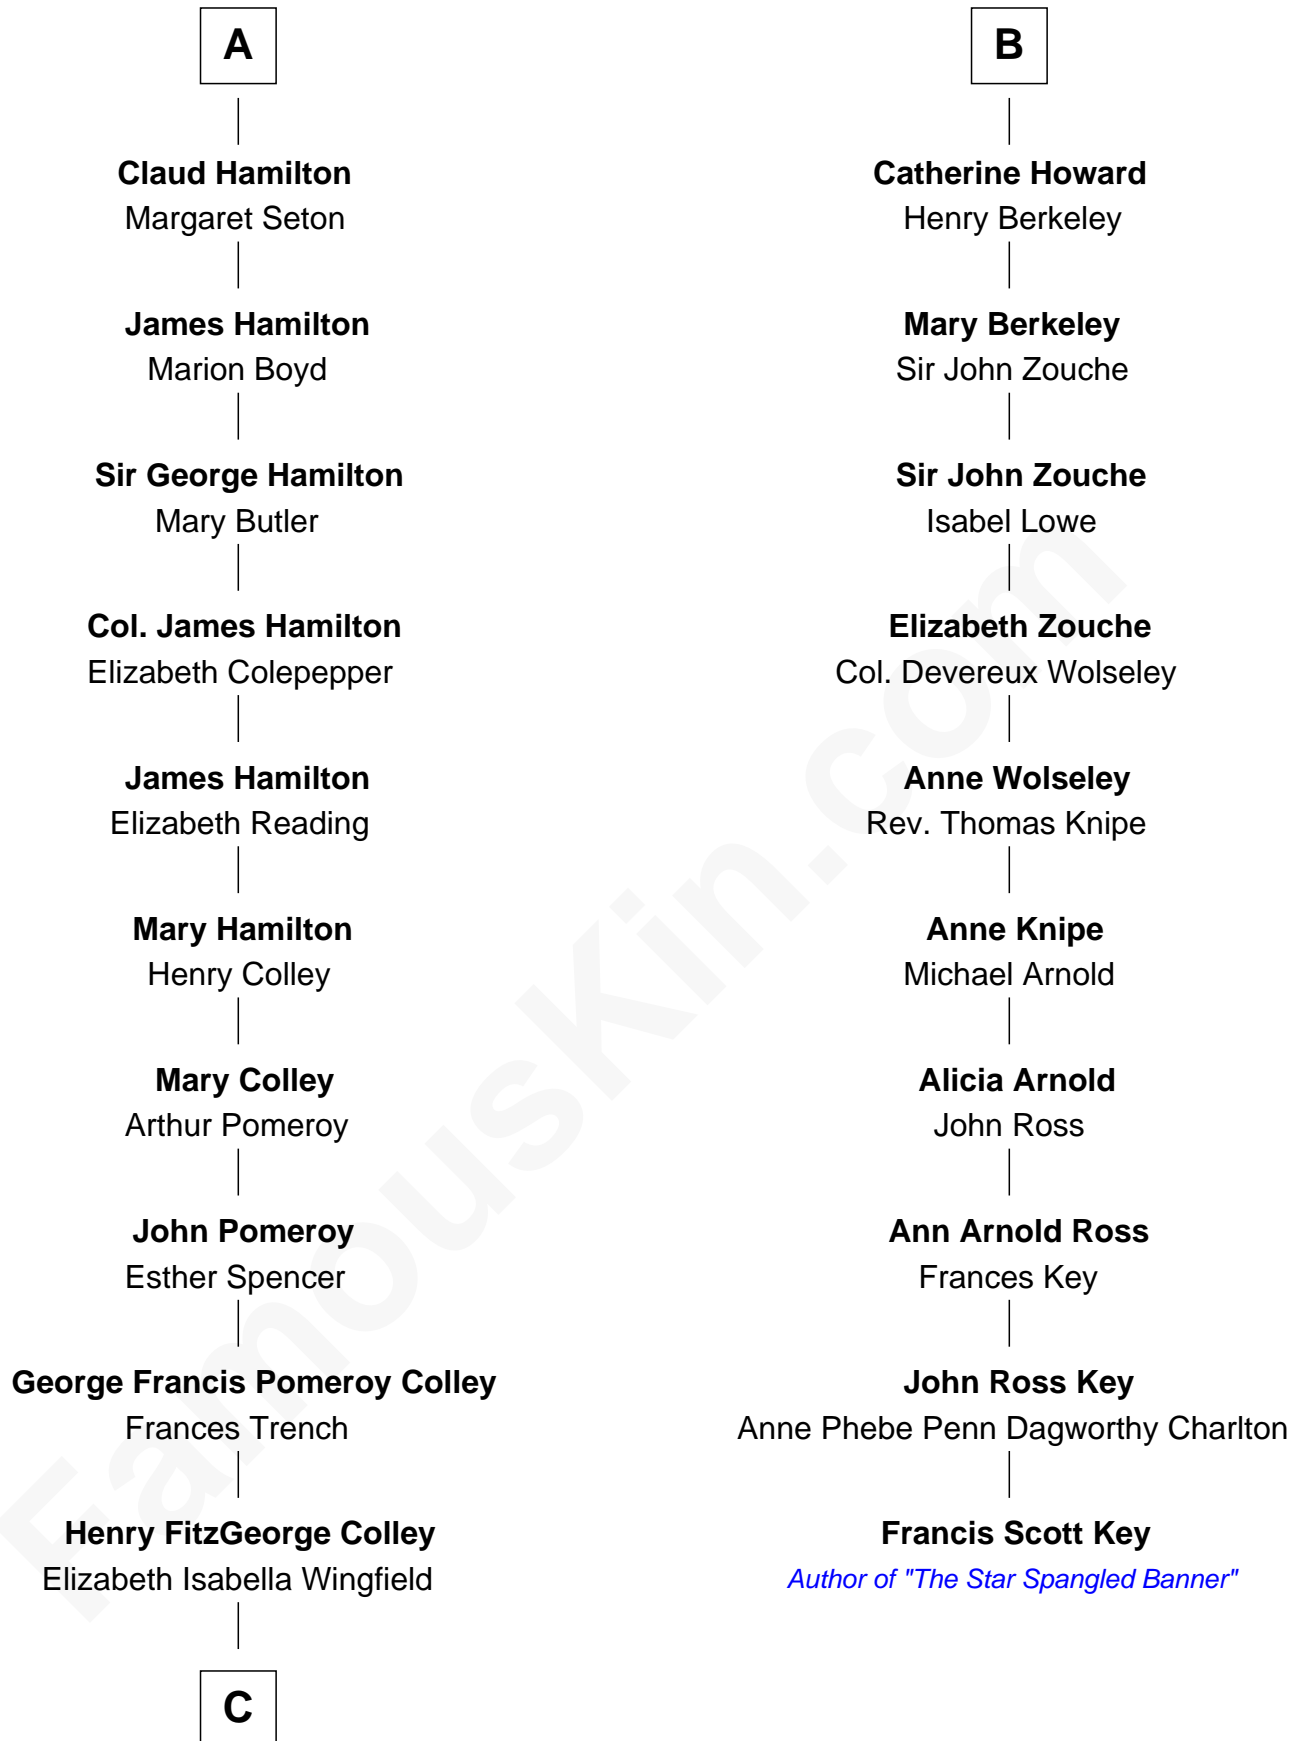 A
Claud Hamilton
Margaret Seton
James Hamilton
Marion Boyd
Sir George Hamilton
Mary Butler
Col. James Hamilton
Elizabeth Colepepper
James Hamilton
Elizabeth Reading
Mary Hamilton
Henry Colley
Mary Colley
Arthur Pomeroy
John Pomeroy
Esther Spencer
George Francis Pomeroy Colley
Frances Trench
Henry FitzGeorge Colley
Elizabeth Isabella Wingfield
C
B
Catherine Howard
Henry Berkeley
Mary Berkeley
Sir John Zouche
Sir John Zouche
Isabel Lowe
Elizabeth Zouche
Col. Devereux Wolseley
Anne Wolseley
Rev. Thomas Knipe
Anne Knipe
Michael Arnold
Alicia Arnold
John Ross
Ann Arnold Ross
Frances Key
John Ross Key
Anne Phebe Penn Dagworthy Charlton
Francis Scott Key
Author of "The Star Spangled Banner"
FamousKin.com